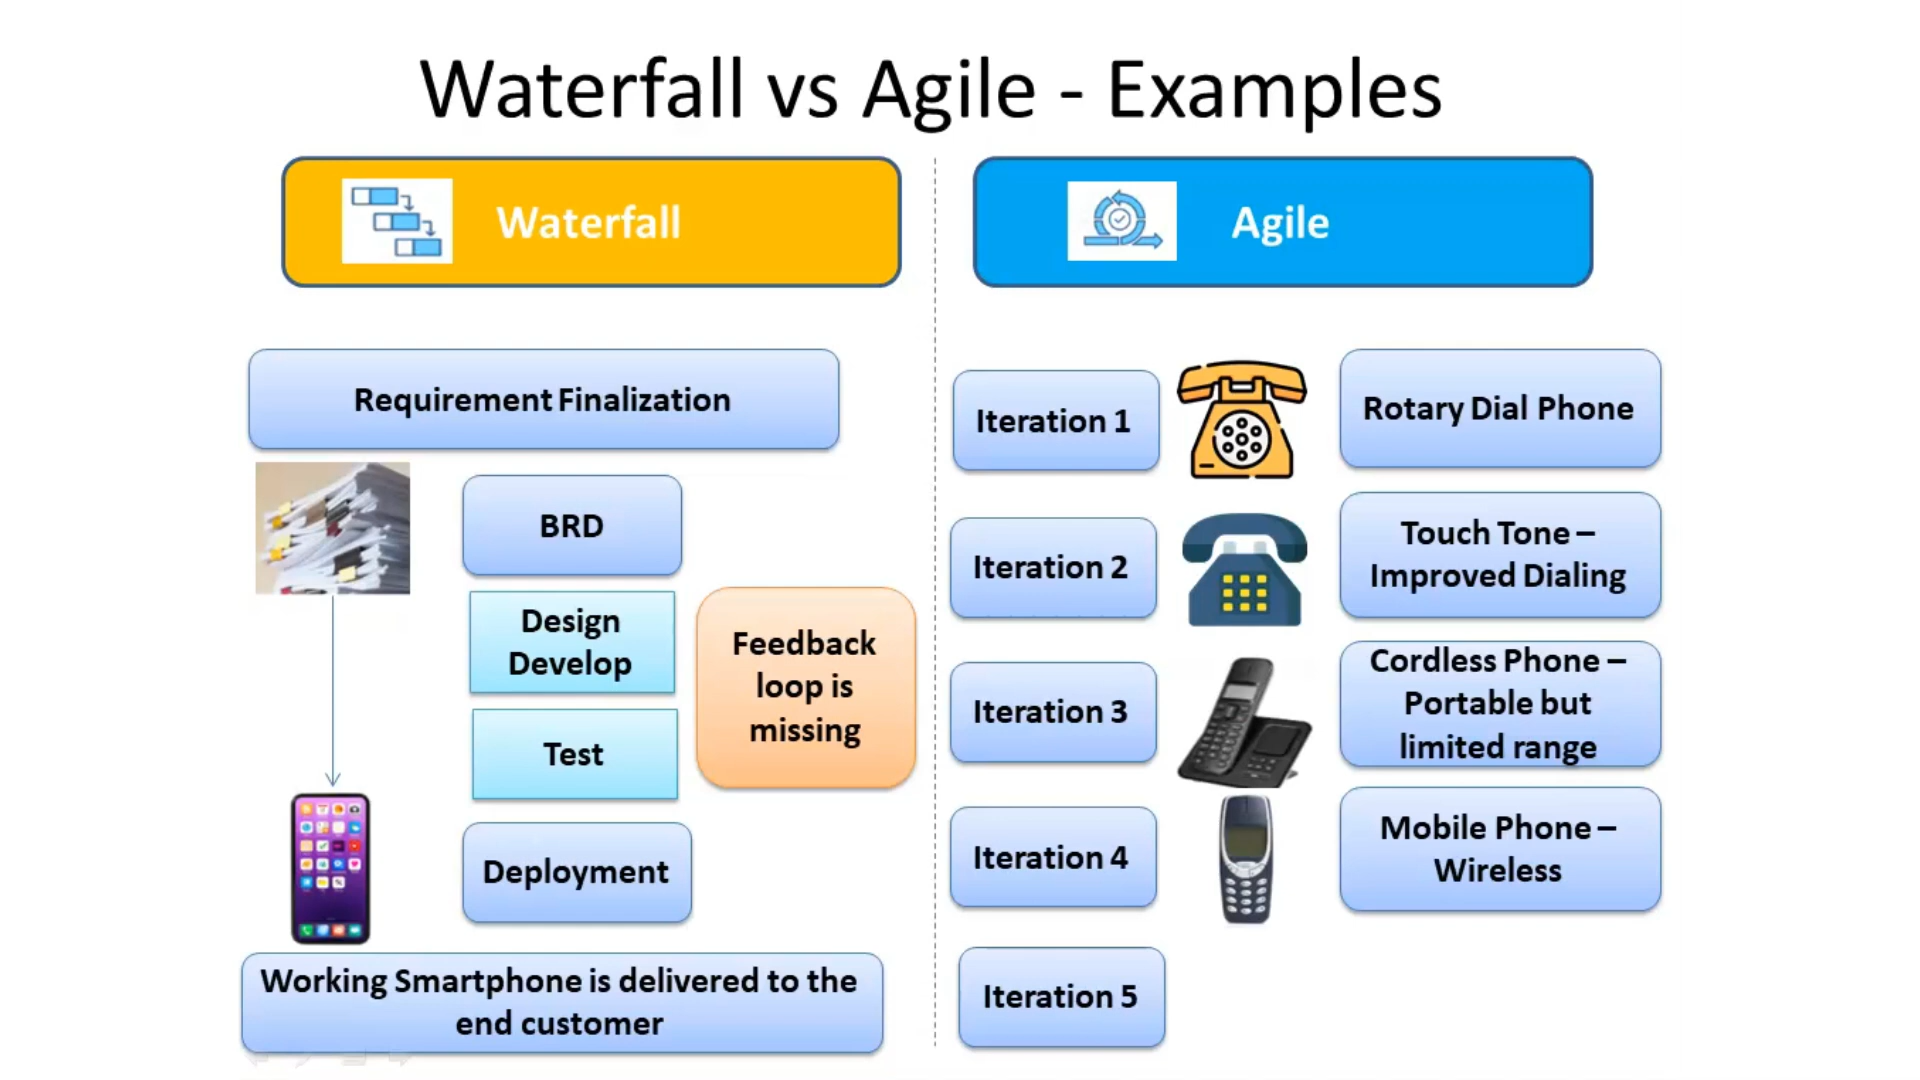 Waterfall vs Agile - Examples
Waterfall
Requirement Finalization
BRD
Design
Develop
Test
Feedback
loop is
missing
Deployment
Working Smartphone is delivered to the
end customer
Agile
Iteration 1
Rotary Dial Phone
Iteration 2
Touch Tone –
Improved Dialing
Iteration 3
Cordless Phone –
Portable but
limited range
Iteration 4
Mobile Phone –
Wireless
Iteration 5